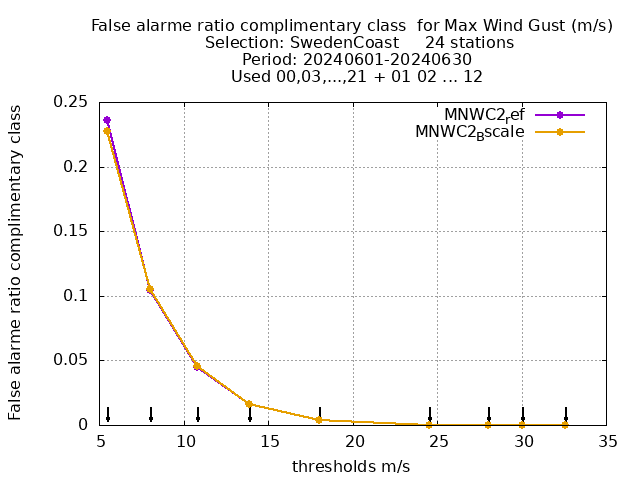 False alarme ratio complimentary class  for Max Wind Gust (m/s)
Selection: SwedenCoast     24 stations
Period: 20240601-20240630
Used 00,03,...,21 + 01 02 ... 12
False alarme ratio complimentary class
0.25
0.2
0.15
0.1
0.05
0
MNWC2ref
MNWC2Bscale
5 10 15 20 25 30 35
thresholds m/s